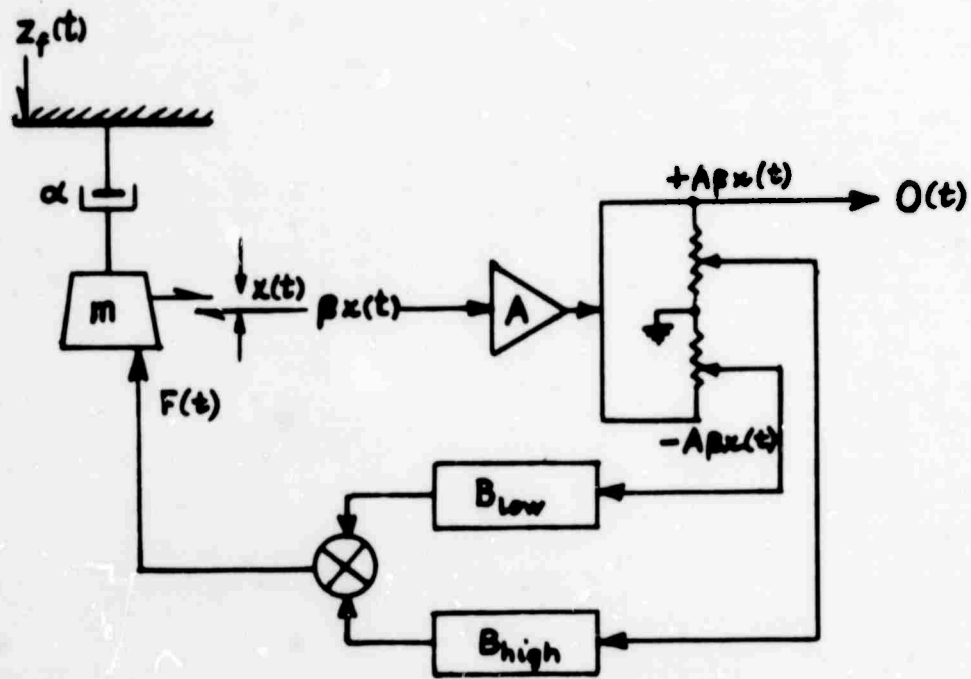 z_f(t)
α
m
x(t)
βx(t)
A
+Aβx(t)
O(t)
-Aβx(t)
F(t)
B_low
B_high